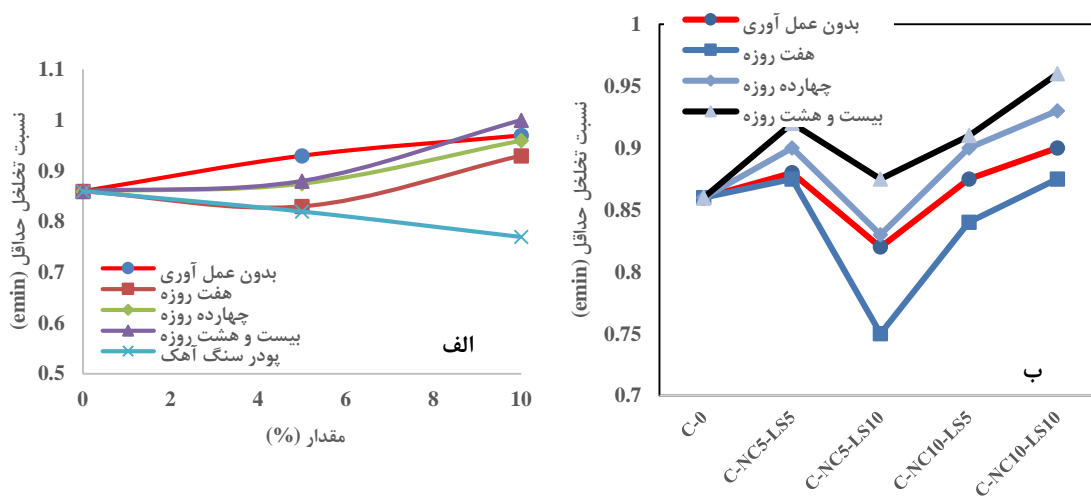 نسبت تخلخل حداقل (emin)
1.1
1
0.9
0.8
0.7
0.6
0.5
بدون عمل آوری
هفت روزه
چهارده روزه
بیست و هشت روزه
پودر سنگ آهک
الف
0 2 4 6 8 10
مقدار (%)
نسبت تخلخل حداقل (emin)
1
0.95
0.9
0.85
0.8
0.75
0.7
بدون عمل آوری
هفت روزه
چهارده روزه
بیست و هشت روزه
ب
C-0
C-NC5-LS5
C-NC5-LS10
C-NC10-LS5
C-NC10-LS10